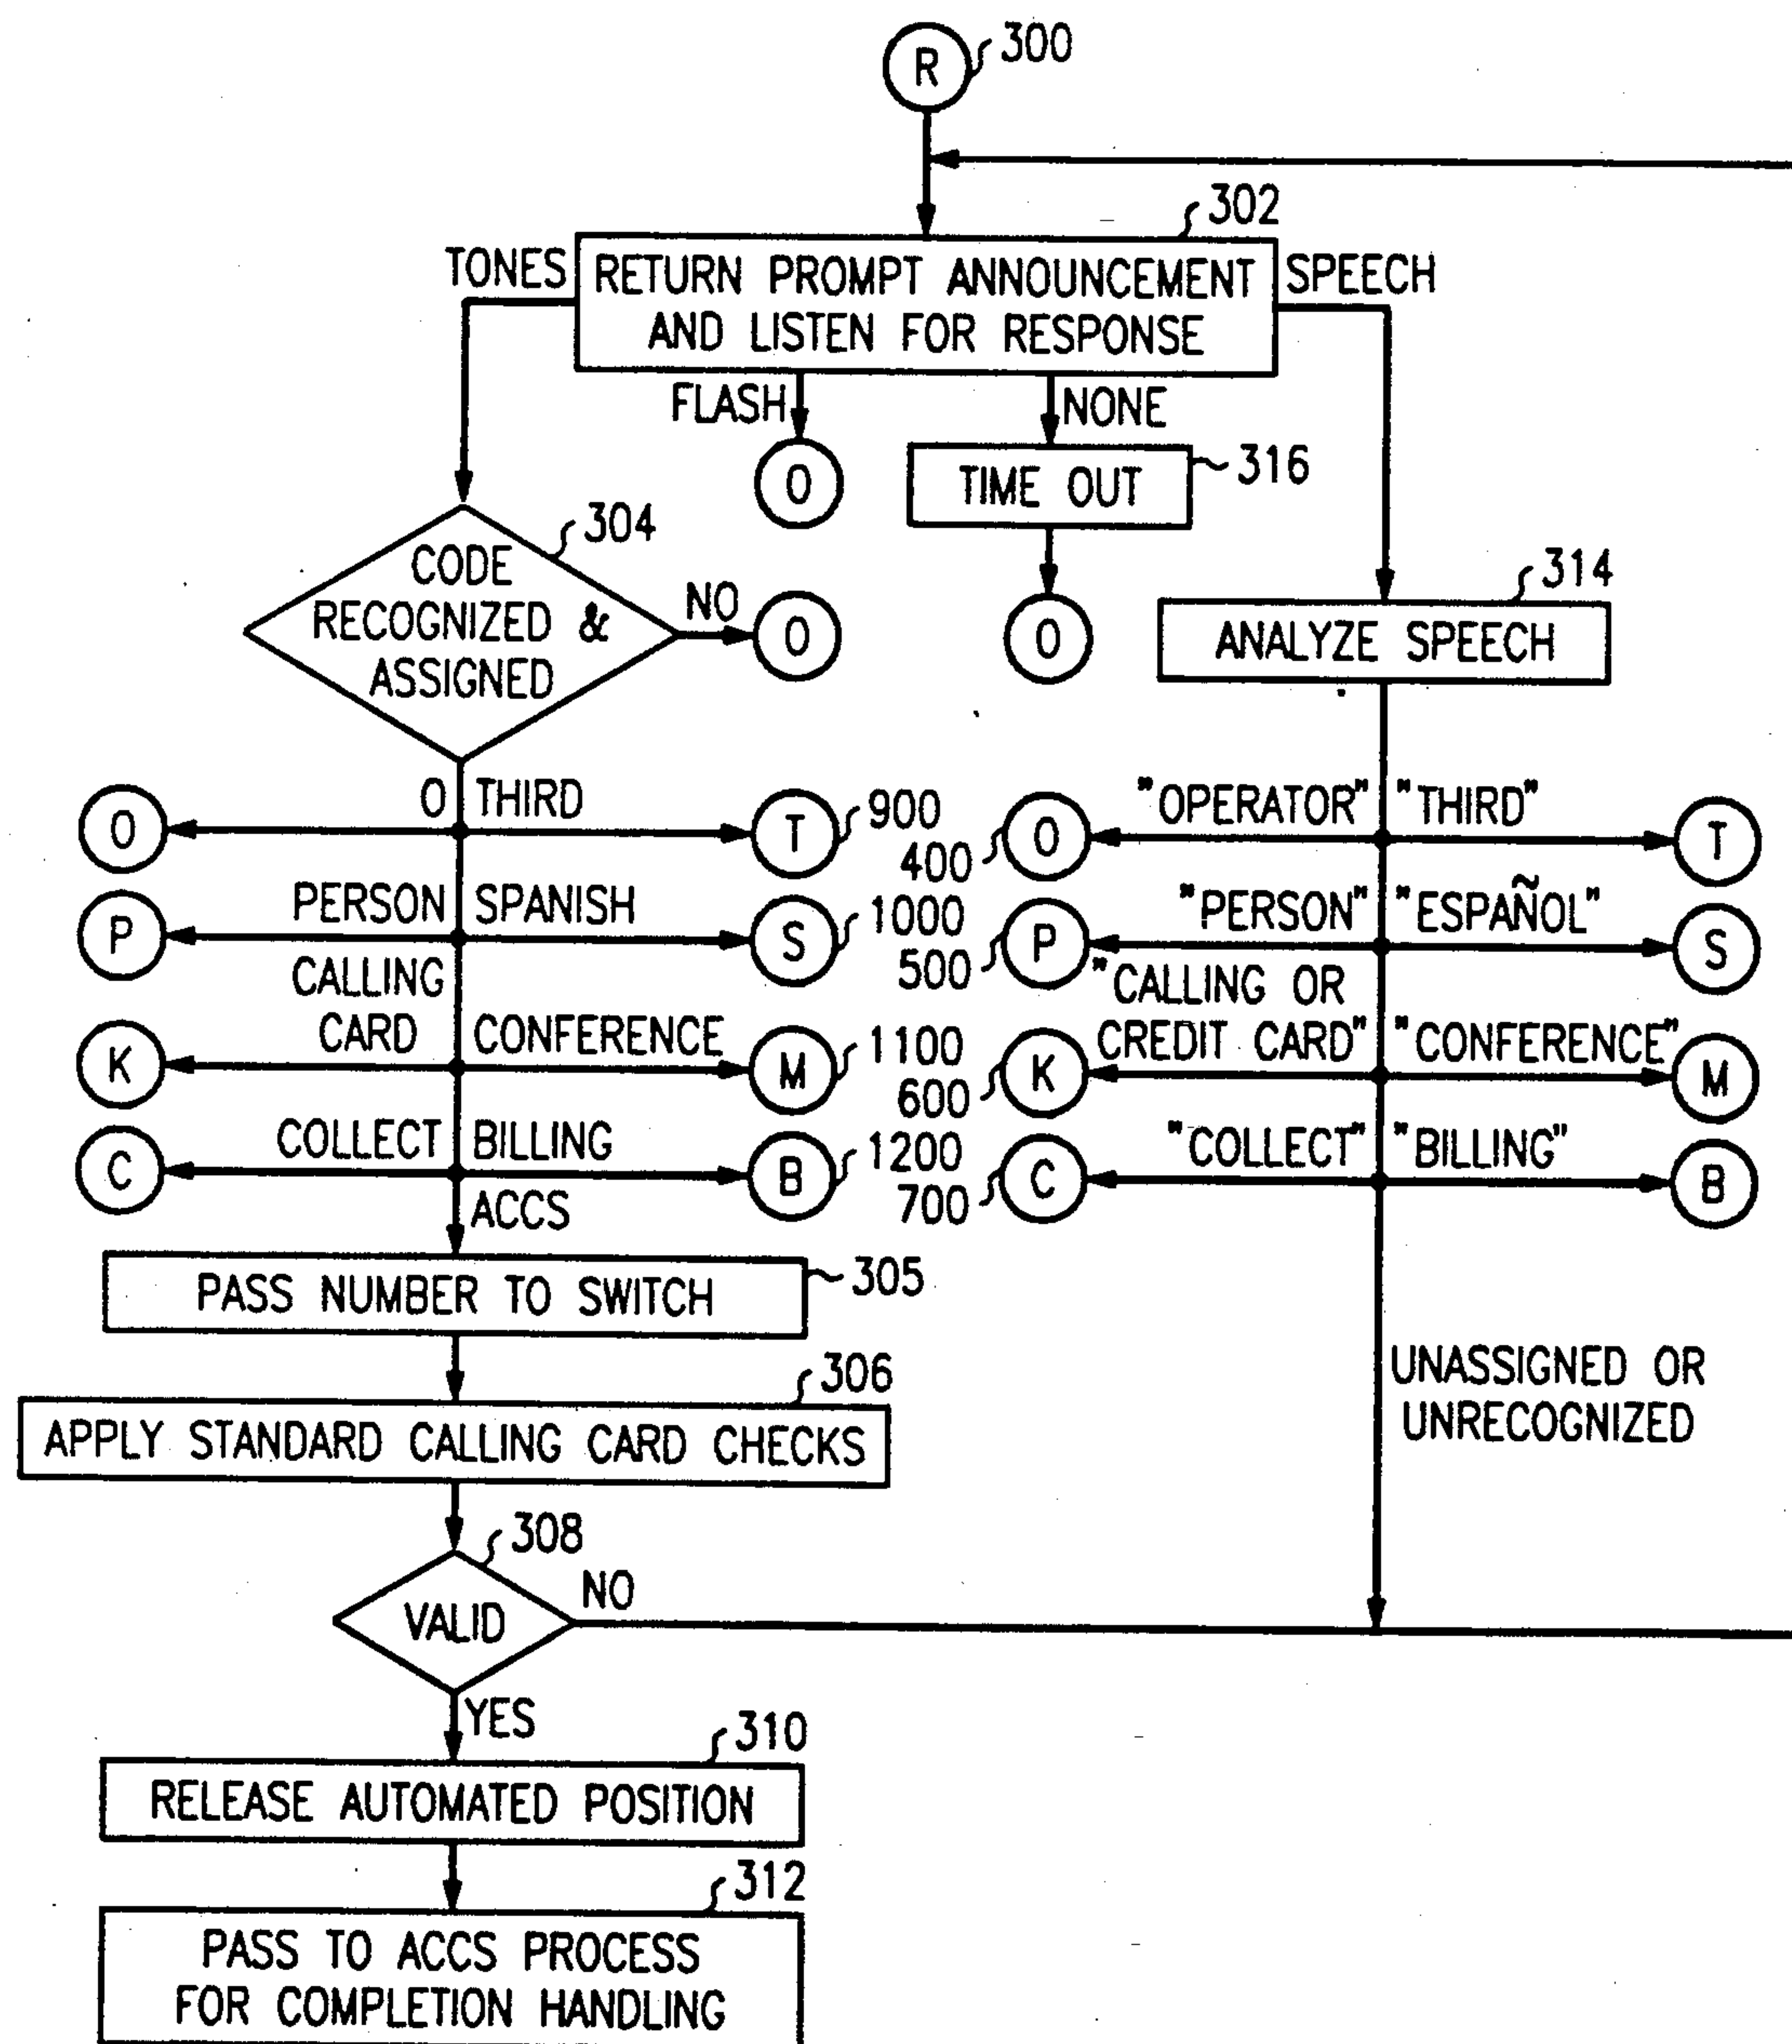 R 300
302
TONES RETURN PROMPT ANNOUNCEMENT SPEECH
AND LISTEN FOR RESPONSE
FLASH NONE
O TIME OUT 316
304
CODE
RECOGNIZED &
ASSIGNED
NO O
O
314
ANALYZE SPEECH
O O THIRD T 900
400 O "OPERATOR" "THIRD" T
P PERSON SPANISH S 1000
500 P "PERSON" "ESPAÑOL" S
CALLING
CARD
K CONFERENCE M 1100
"CALLING OR
CREDIT CARD"
600 K "CONFERENCE" M
C COLLECT BILLING B 1200
700 C "COLLECT" "BILLING" B
ACCS
PASS NUMBER TO SWITCH 305
306
APPLY STANDARD CALLING CARD CHECKS
UNASSIGNED OR
UNRECOGNIZED
308
VALID NO
YES
310
RELEASE AUTOMATED POSITION
312
PASS TO ACCS PROCESS
FOR COMPLETION HANDLING